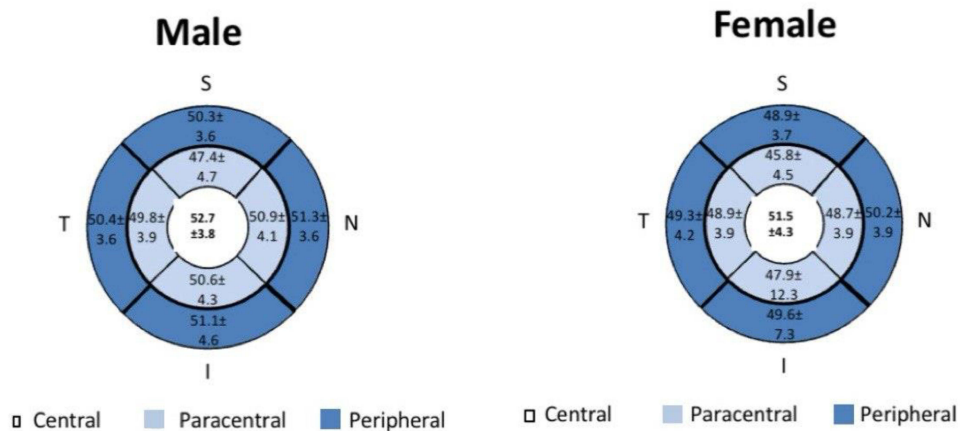 Male
S
50.3±
3.6
47.4±
4.7
T
50.4±
3.6
49.8±
3.9
52.7
±3.8
50.9±
4.1
51.3±
3.6
N
50.6±
4.3
51.1±
4.6
I
Central
Paracentral
Peripheral
Female
S
48.9±
3.7
45.8±
4.5
T
49.3±
4.2
48.9±
3.9
51.5
±4.3
48.7±
3.9
50.2±
3.9
N
47.9±
12.3
49.6±
7.3
I
Central
Paracentral
Peripheral